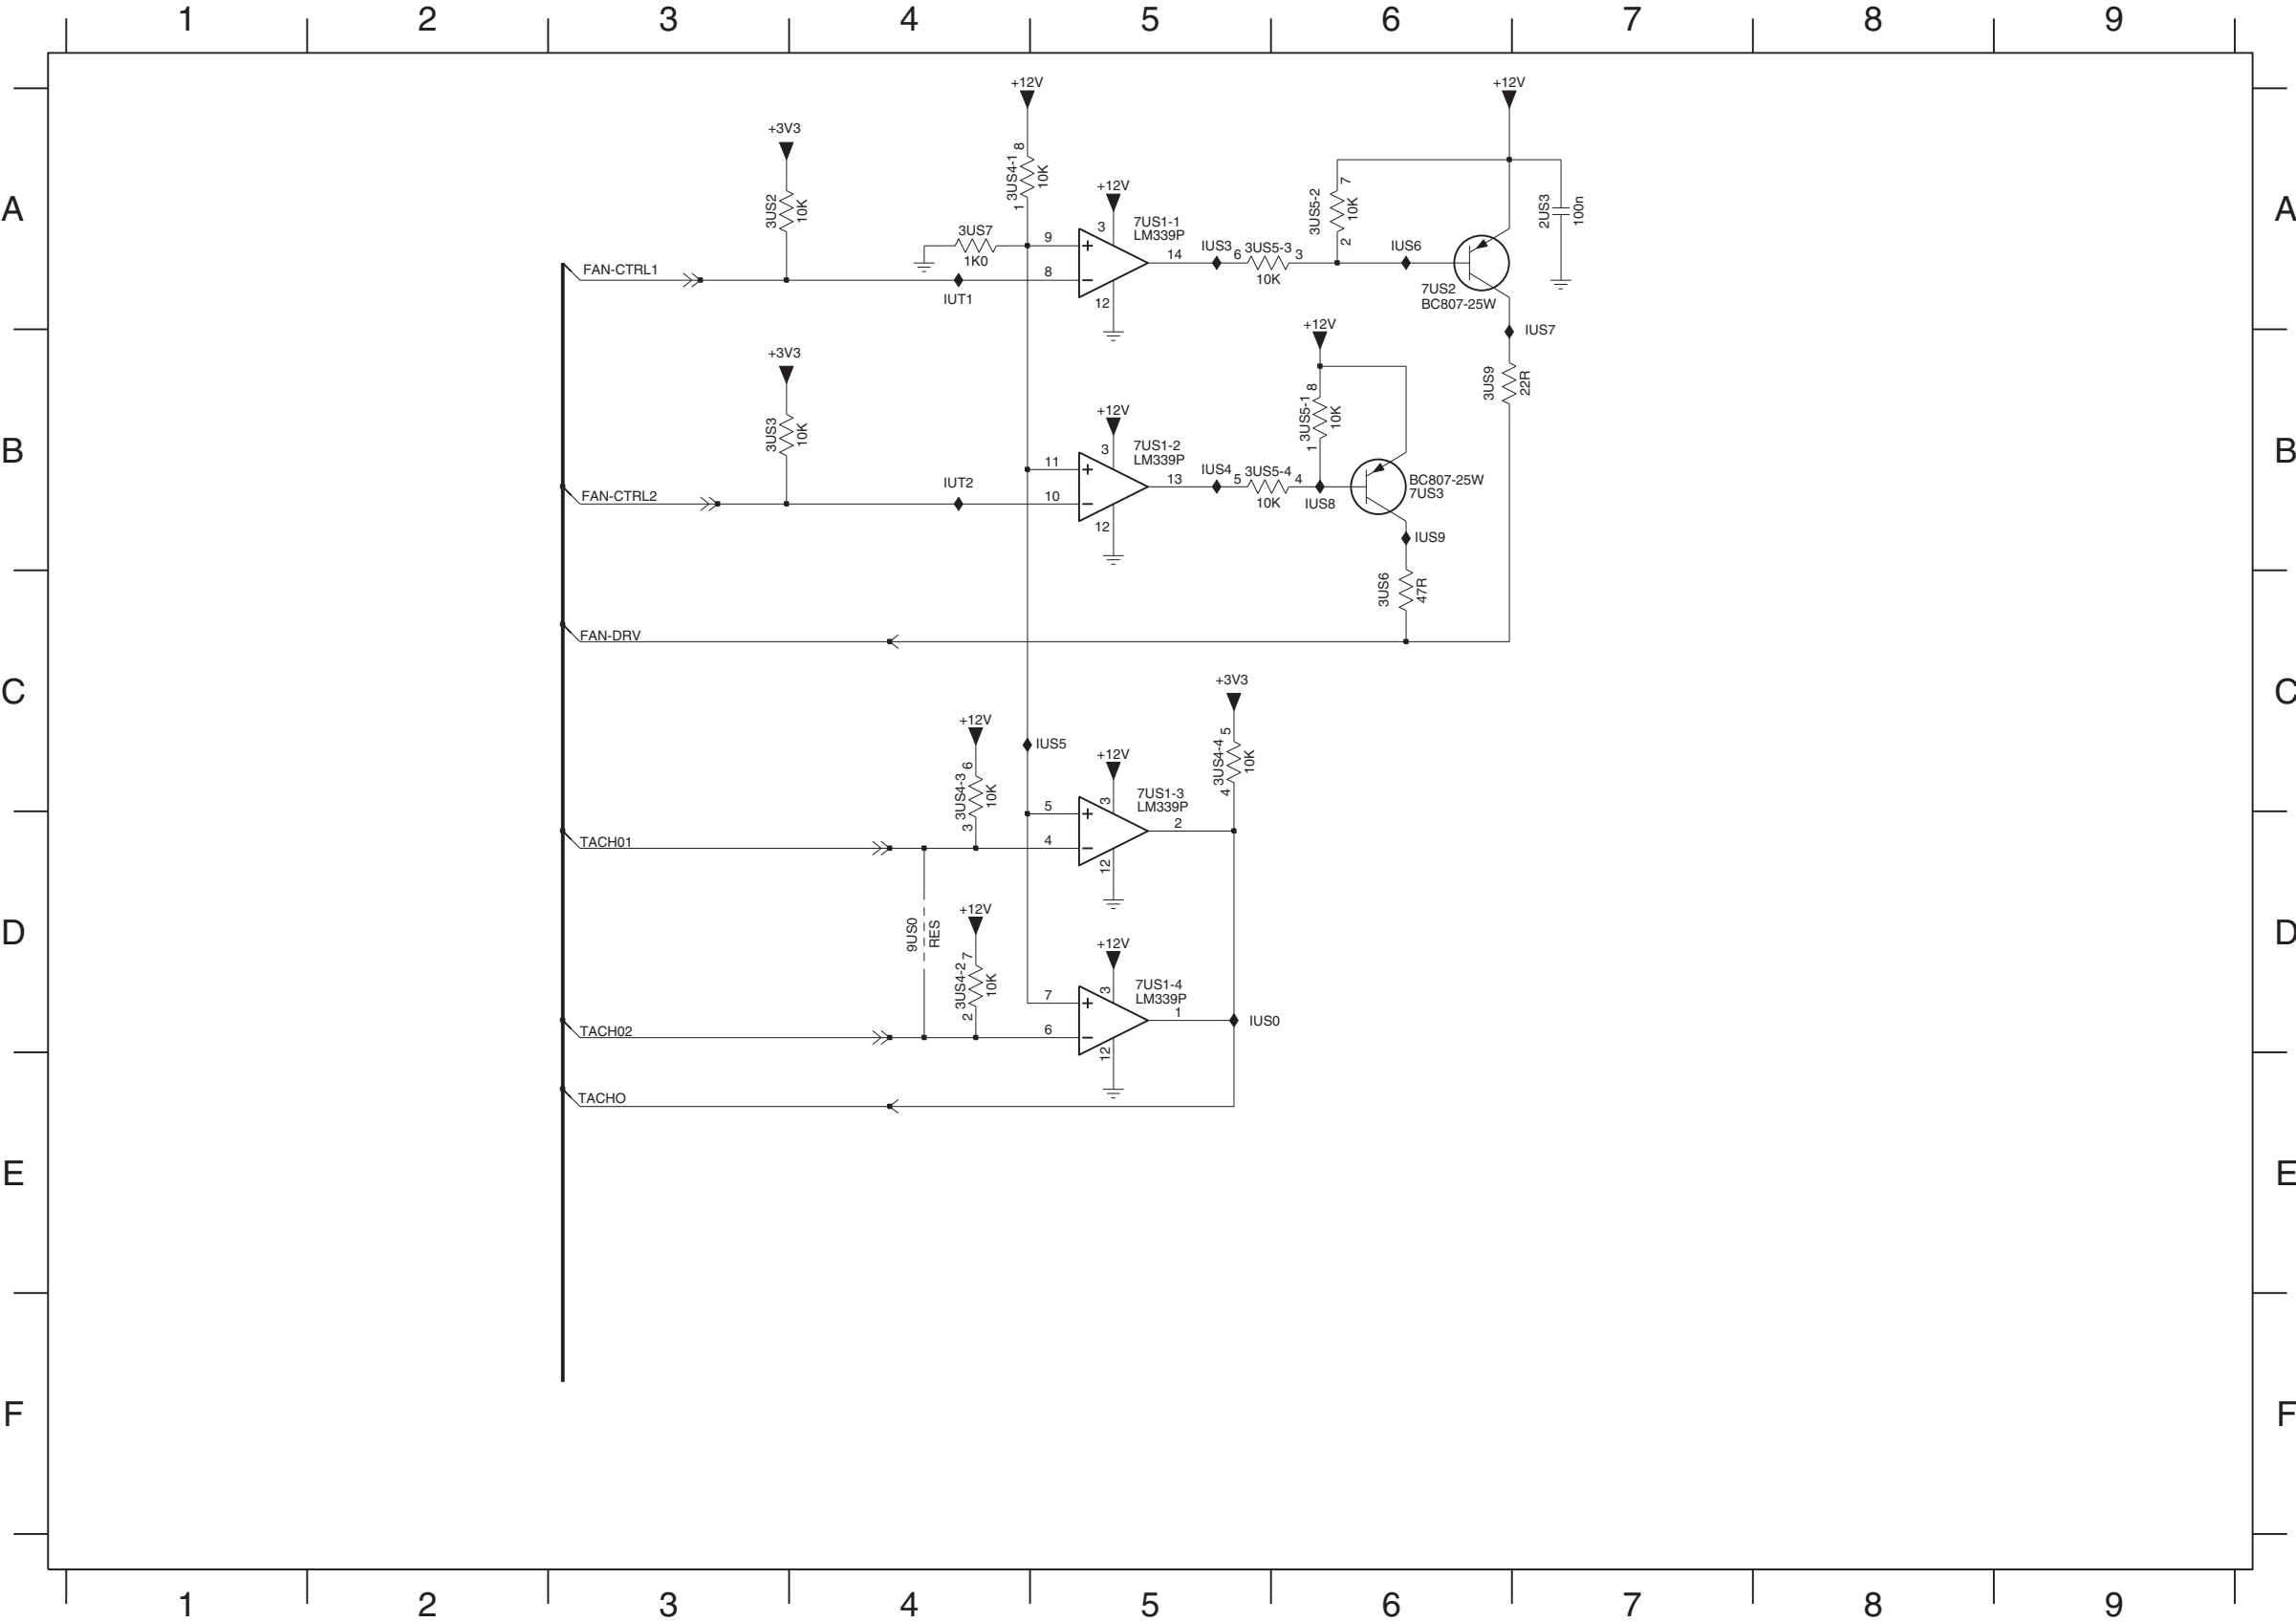 1 2 3 4 5 6 7 8 9
A A
B B
C C
D D
E E
F F
+12V
+12V
+3V3
3US4-1
10K
8
1
3US2
10K
+12V
3US5-2
10K
7
2
2US3
100n
3US7
1K0
9
3
7US1-1
LM339P
14
IUS3
6
3US5-3
3
10K
IUS6
FAN-CTRL1
IUT1
8
12
7US2
BC807-25W
IUS7
+12V
+3V3
3US9
22R
8
3US5-1
10K
1
3US3
10K
+12V
3
7US1-2
LM339P
11
13
IUS4
5
3US5-4
4
10K
IUS8
BC807-25W
7US3
FAN-CTRL2
IUT2
10
12
IUS9
3US6
47R
FAN-DRV
+3V3
+12V
IUS5
5
3US4-4
10K
4
+12V
6
3US4-3
10K
3
3
7US1-3
LM339P
5
2
TACH01
4
12
+12V
9US0
RES
7
3US4-2
10K
2
+12V
3
7US1-4
LM339P
7
1
IUS0
TACH02
6
12
TACHO
1 2 3 4 5 6 7 8 9